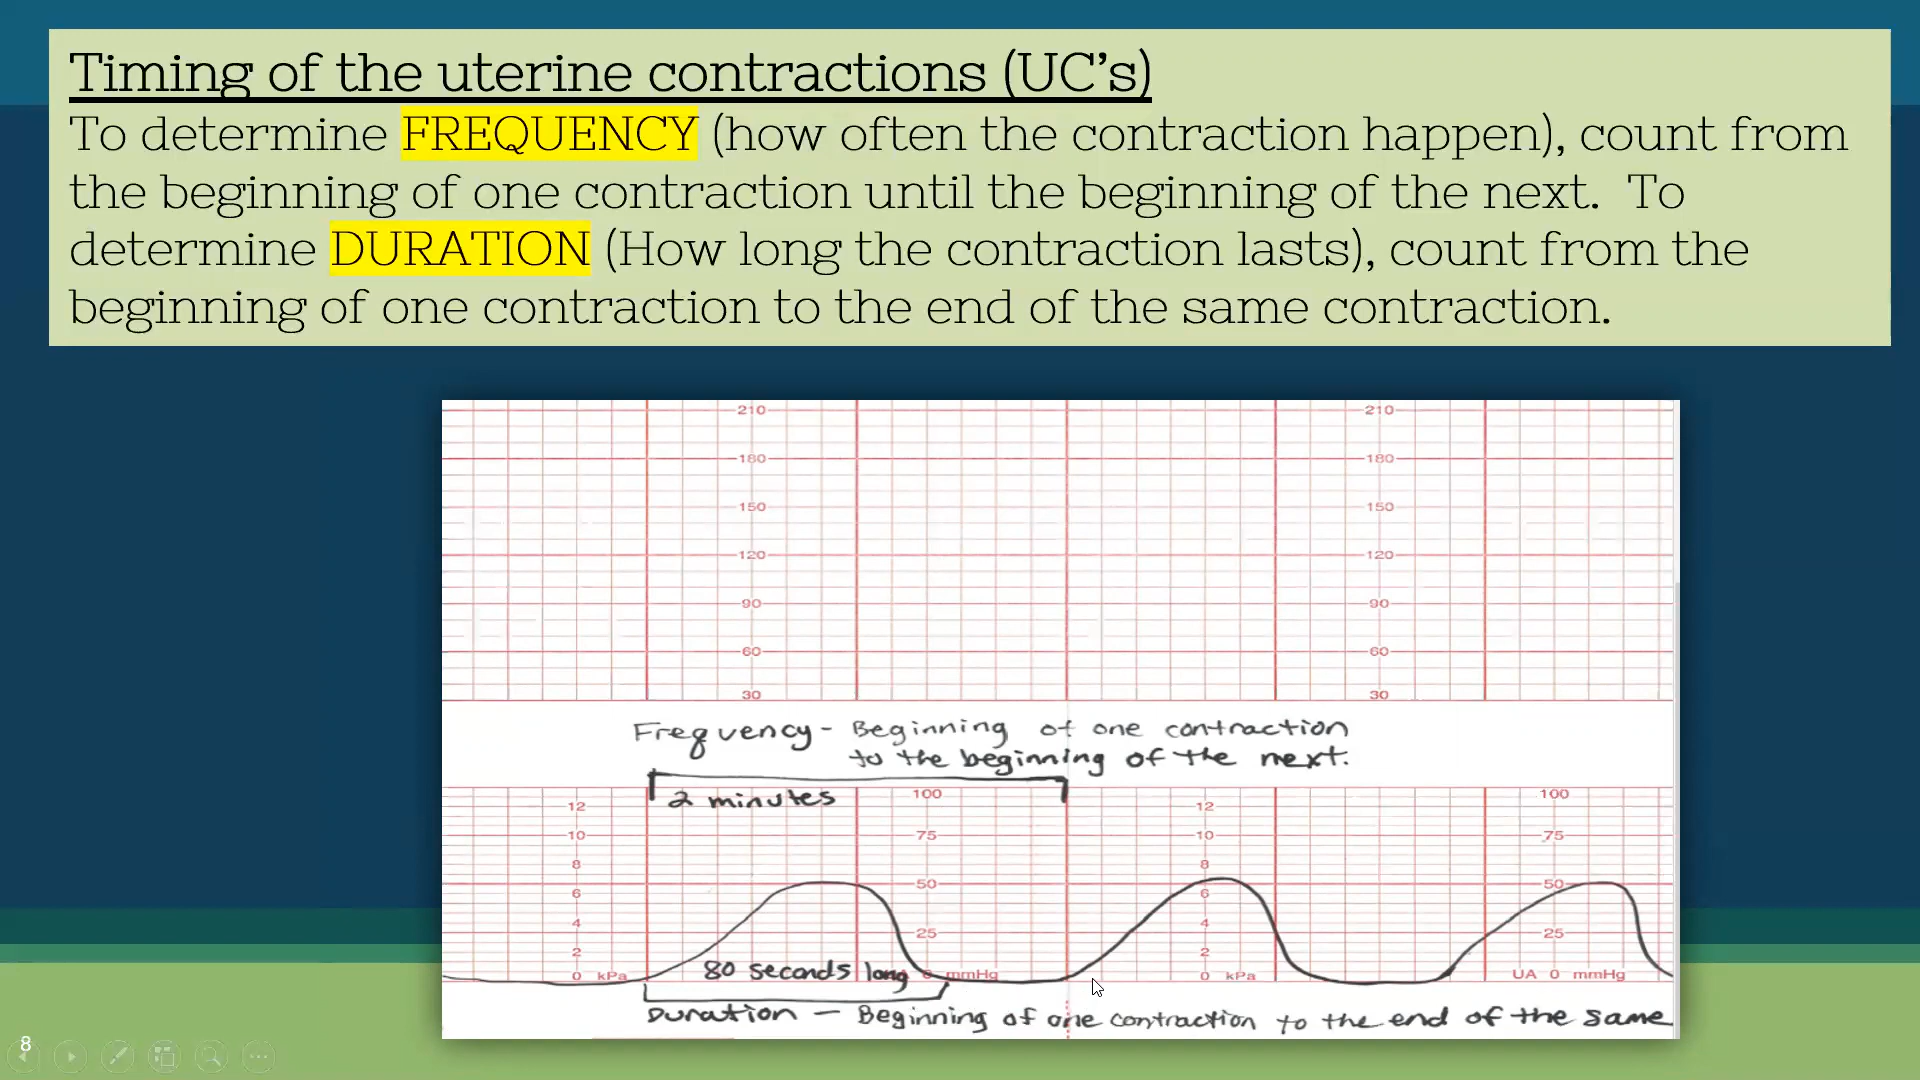 Timing of the uterine contractions (UC's)
To determine FREQUENCY (how often the contraction happen), count from
the beginning of one contraction until the beginning of the next. To
determine DURATION (How long the contraction lasts), count from the
beginning of one contraction to the end of the same contraction.
210 210
180 180
150 150
120 120
90 90
60 60
30 30
Frequency - Beginning of one contraction
to the beginning of the next.
2 minutes
100 100
12 12
10 75 10 75
8 8
6 50 6 50
4 4
25 25
2 2
0 kPa 80 seconds long 0 mmHg 0 kPa UA 0 mmHg
Duration - Beginning of one contraction to the end of the same
8